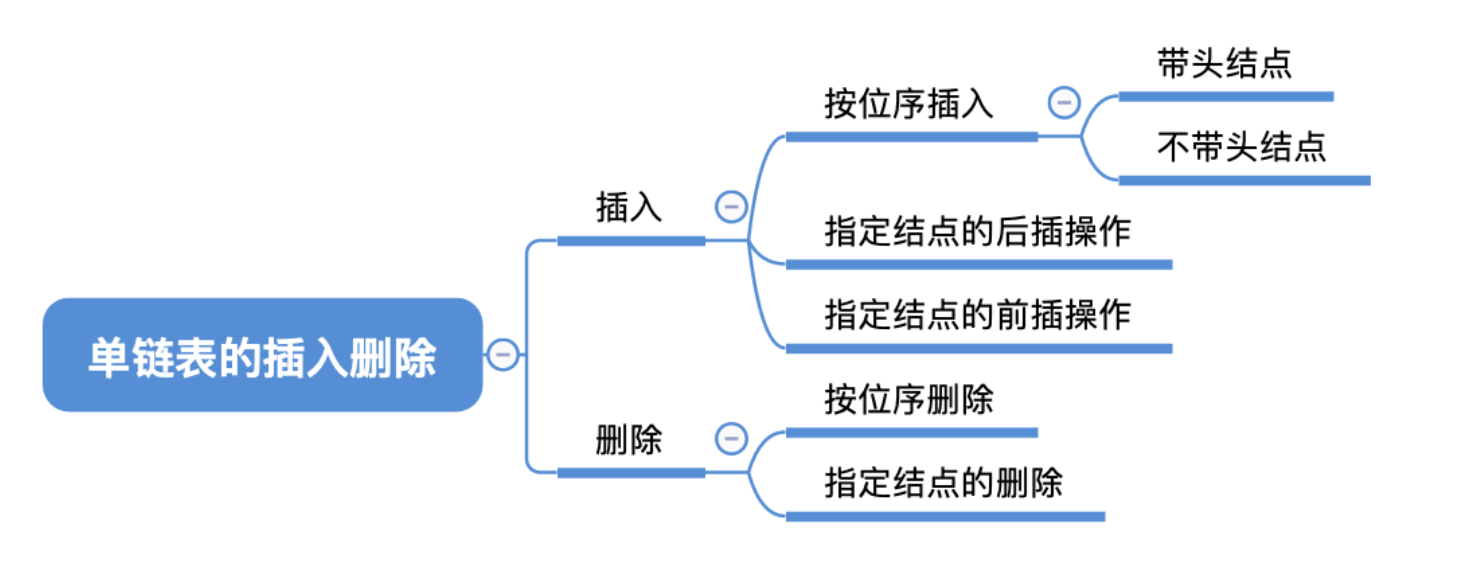 单链表的插入删除
插入
按位序插入
带头结点
不带头结点
指定结点的后插操作
指定结点的前插操作
删除
按位序删除
指定结点的删除